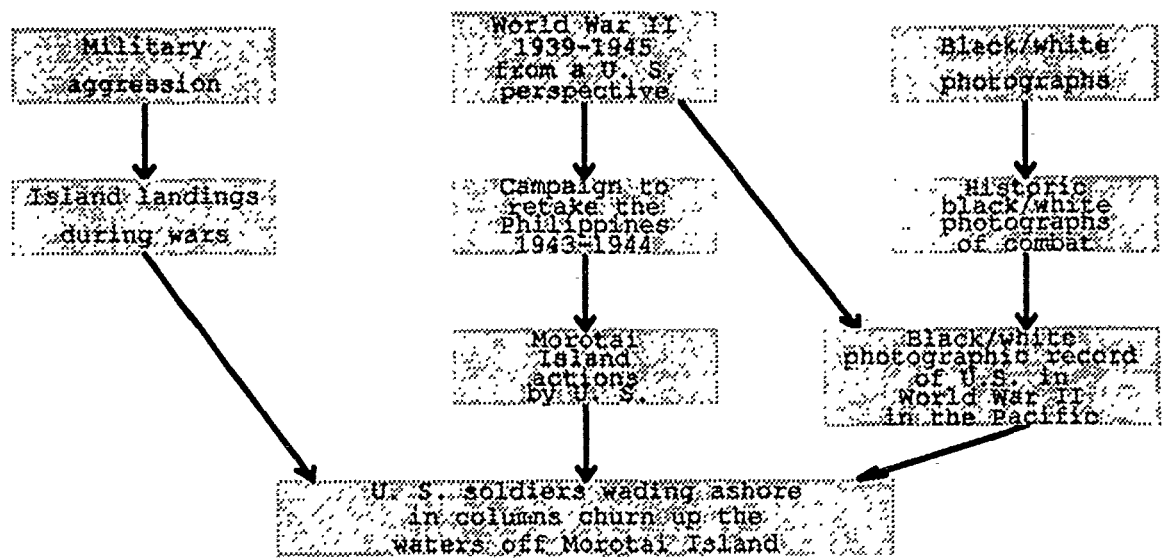 Military
aggression
World War II
1939-1945
from a U. S.
perspective
Black/white
photographs
Island landings
during wars
Campaign to
retake the
Philippines
1943-1944
Historic
black/white
photographs
of combat
Morotai
Island
actions
by U. S.
Black/white
photographic record
of U.S. in
World War II
in the Pacific
U. S. soldiers wading ashore
in columns churn up the
waters off Morotai Island